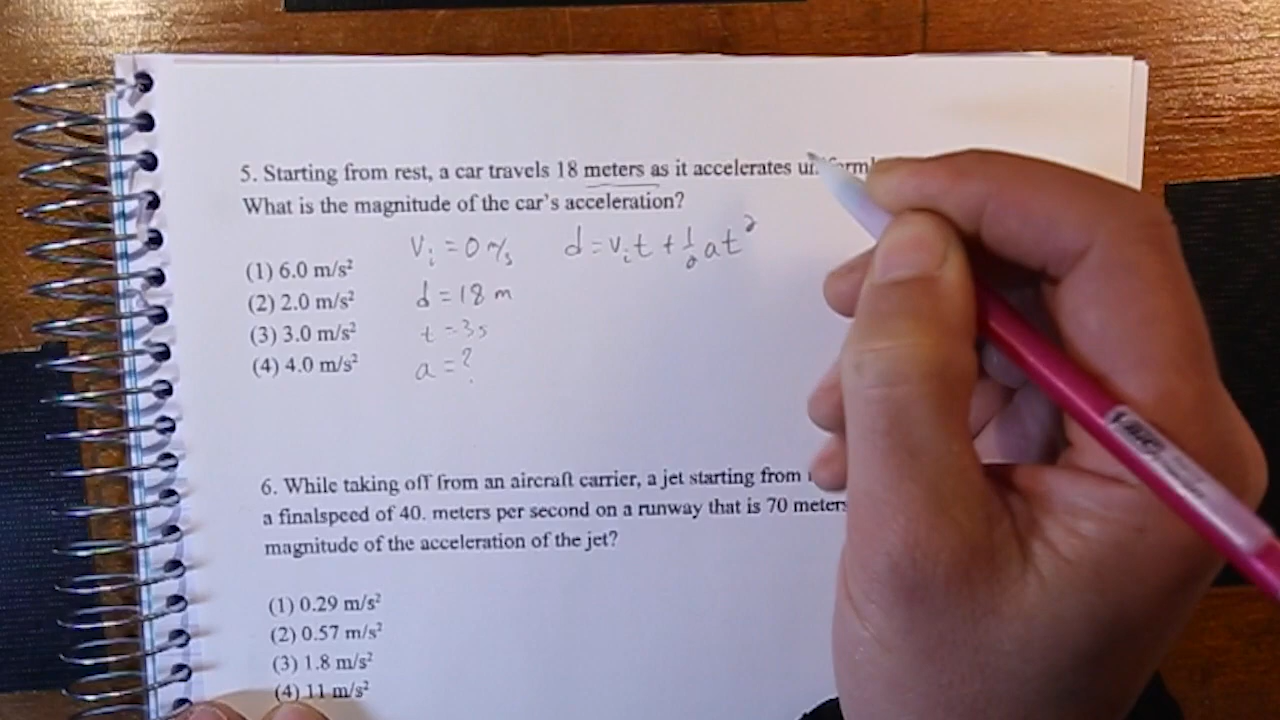 5. Starting from rest, a car travels 18 meters as it accelerates
What is the magnitude of the car's acceleration?
(1) 6.0 m/s²
(2) 2.0 m/s²
(3) 3.0 m/s²
(4) 4.0 m/s²
vᵢ = 0 m/s
d = 18 m
t = 3s
a = ?
d = vᵢt + ½at²
6. While taking off from an aircraft carrier, a jet starting from
a finalspeed of 40. meters per second on a runway that is 70 meters
magnitude of the acceleration of the jet?
(1) 0.29 m/s²
(2) 0.57 m/s²
(3) 1.8 m/s²
(4) 11 m/s²
BIC